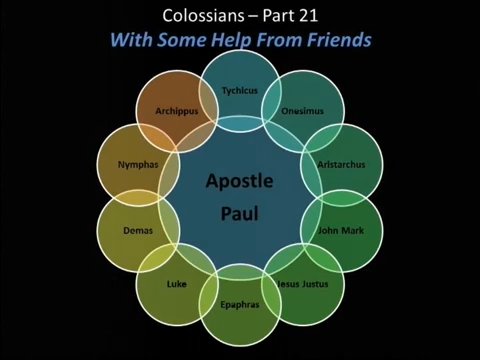 Colossians – Part 21
With Some Help From Friends
Tychicus
Onesimus
Aristarchus
John Mark
Jesus Justus
Epaphras
Luke
Demas
Nymphas
Archippus
Apostle
Paul